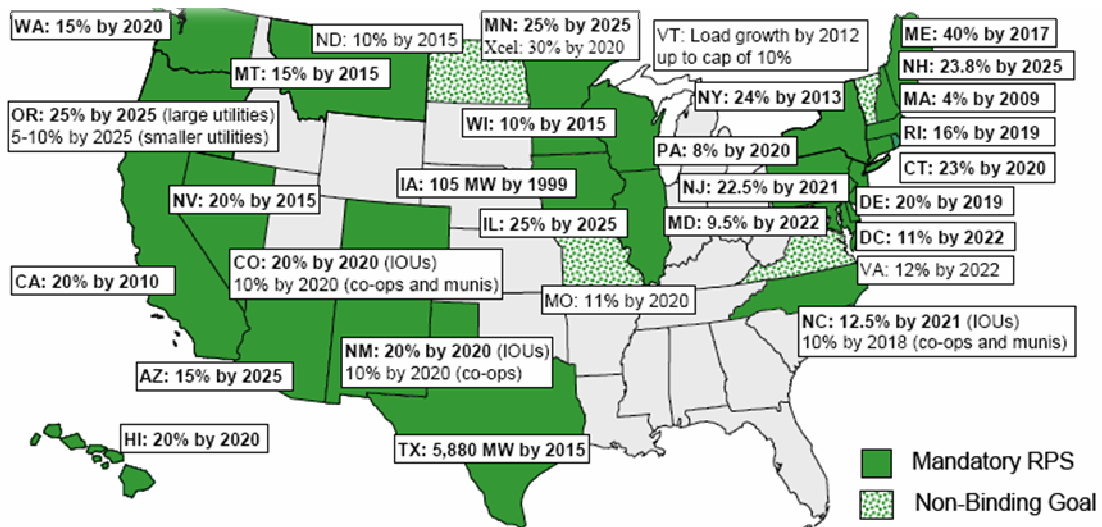 WA: 15% by 2020
ND: 10% by 2015
MN: 25% by 2025
Xcel: 30% by 2020
VT: Load growth by 2012
up to cap of 10%
ME: 40% by 2017
NH: 23.8% by 2025
MT: 15% by 2015
NY: 24% by 2013
MA: 4% by 2009
OR: 25% by 2025 (large utilities)
5-10% by 2025 (smaller utilities)
WI: 10% by 2015
RI: 16% by 2019
PA: 8% by 2020
CT: 23% by 2020
NV: 20% by 2015
IA: 105 MW by 1999
NJ: 22.5% by 2021
DE: 20% by 2019
IL: 25% by 2025
MD: 9.5% by 2022
DC: 11% by 2022
CO: 20% by 2020 (IOUs)
10% by 2020 (co-ops and munis)
VA: 12% by 2022
CA: 20% by 2010
MO: 11% by 2020
NC: 12.5% by 2021 (IOUs)
10% by 2018 (co-ops and munis)
NM: 20% by 2020 (IOUs)
10% by 2020 (co-ops)
AZ: 15% by 2025
HI: 20% by 2020
TX: 5,880 MW by 2015
Mandatory RPS
Non-Binding Goal